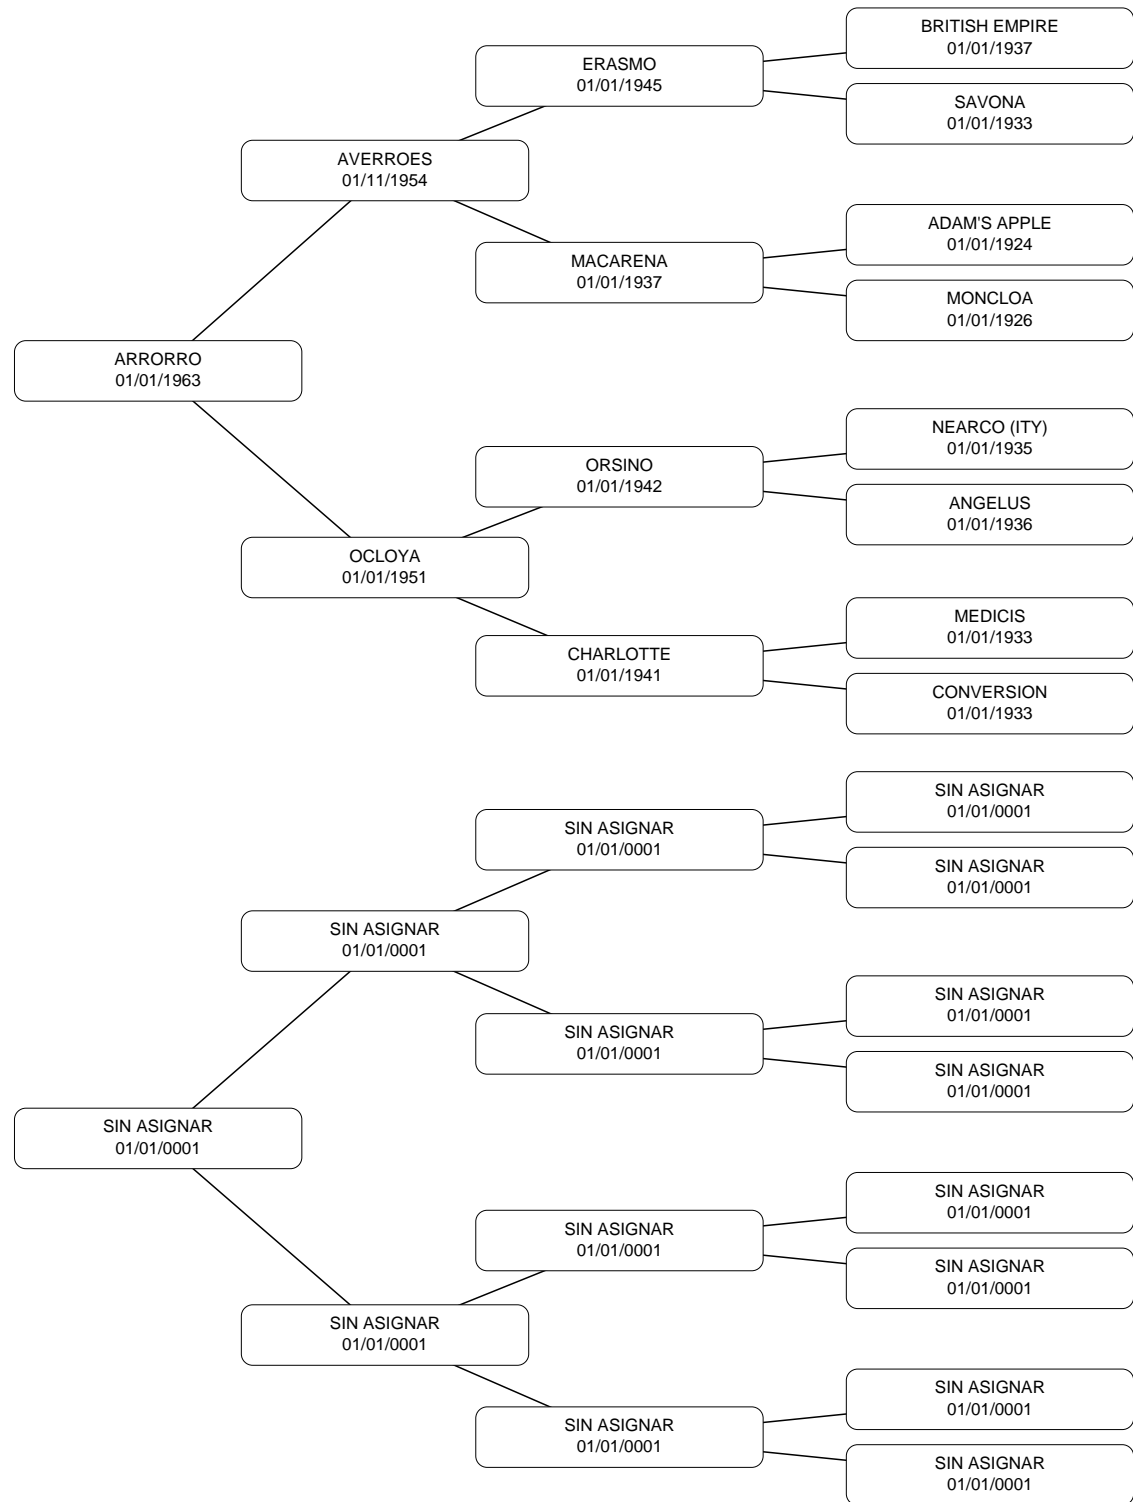 BRITISH EMPIRE
01/01/1937
ERASMO
01/01/1945
SAVONA
01/01/1933
AVERROES
01/11/1954
ADAM'S APPLE
01/01/1924
MACARENA
01/01/1937
MONCLOA
01/01/1926
ARRORRO
01/01/1963
NEARCO (ITY)
01/01/1935
ORSINO
01/01/1942
ANGELUS
01/01/1936
OCLOYA
01/01/1951
MEDICIS
01/01/1933
CHARLOTTE
01/01/1941
CONVERSION
01/01/1933
SIN ASIGNAR
01/01/0001
SIN ASIGNAR
01/01/0001
SIN ASIGNAR
01/01/0001
SIN ASIGNAR
01/01/0001
SIN ASIGNAR
01/01/0001
SIN ASIGNAR
01/01/0001
SIN ASIGNAR
01/01/0001
SIN ASIGNAR
01/01/0001
SIN ASIGNAR
01/01/0001
SIN ASIGNAR
01/01/0001
SIN ASIGNAR
01/01/0001
SIN ASIGNAR
01/01/0001
SIN ASIGNAR
01/01/0001
SIN ASIGNAR
01/01/0001
SIN ASIGNAR
01/01/0001